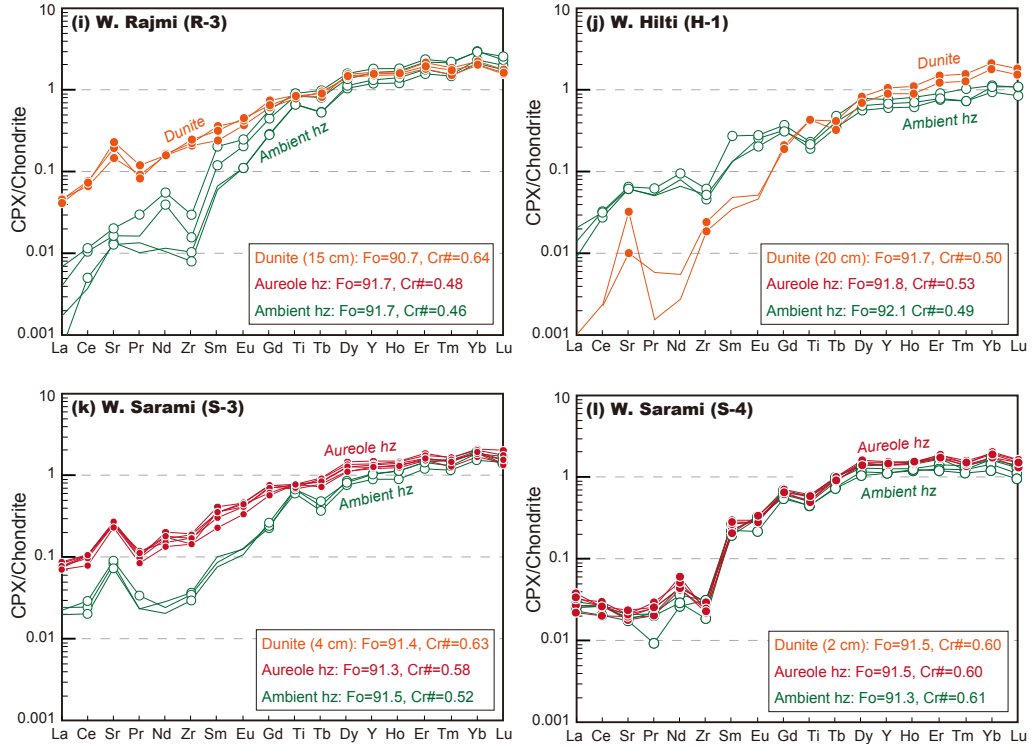 (i) W. Rajmi (R-3)
CPX/Chondrite
10
1
0.1
0.01
0.001
Dunite
Ambient hz
Dunite (15 cm): Fo=90.7, Cr#=0.64
Aureole hz: Fo=91.7, Cr#=0.48
Ambient hz: Fo=91.7, Cr#=0.46
La Ce Sr Pr Nd Zr Sm Eu Gd Ti Tb Dy Y Ho Er Tm Yb Lu
(j) W. Hilti (H-1)
CPX/Chondrite
10
1
0.1
0.01
0.001
Dunite
Ambient hz
Dunite (20 cm): Fo=91.7, Cr#=0.50
Aureole hz: Fo=91.8, Cr#=0.53
Ambient hz: Fo=92.1 Cr#=0.49
La Ce Sr Pr Nd Zr Sm Eu Gd Ti Tb Dy Y Ho Er Tm Yb Lu
(k) W. Sarami (S-3)
CPX/Chondrite
10
1
0.1
0.01
0.001
Aureole hz
Ambient hz
Dunite (4 cm): Fo=91.4, Cr#=0.63
Aureole hz: Fo=91.3, Cr#=0.58
Ambient hz: Fo=91.5, Cr#=0.52
La Ce Sr Pr Nd Zr Sm Eu Gd Ti Tb Dy Y Ho Er Tm Yb Lu
(l) W. Sarami (S-4)
CPX/Chondrite
10
1
0.1
0.01
0.001
Aureole hz
Ambient hz
Dunite (2 cm): Fo=91.5, Cr#=0.60
Aureole hz: Fo=91.5, Cr#=0.60
Ambient hz: Fo=91.3, Cr#=0.61
La Ce Sr Pr Nd Zr Sm Eu Gd Ti Tb Dy Y Ho Er Tm Yb Lu